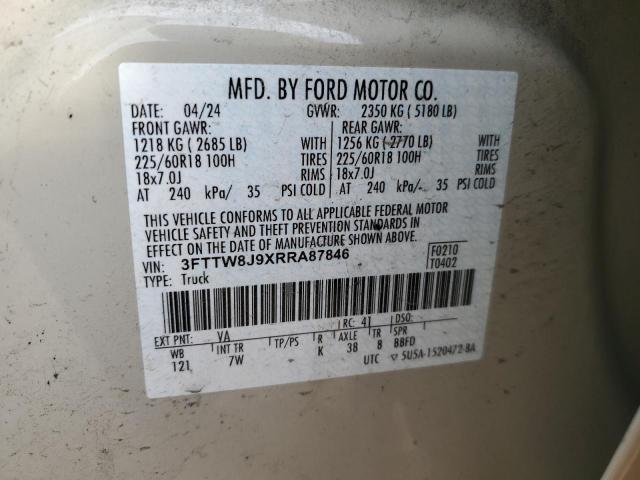 MFD. BY FORD MOTOR CO.
DATE: 04/24 GVWR: 2350 KG ( 5180 LB)
FRONT GAWR: REAR GAWR:
1218 KG ( 2685 LB) WITH 1256 KG ( 2770 LB) WITH
225/60R18 100H TIRES 225/60R18 100H TIRES
18x7.0J RIMS 18x7.0J RIMS
AT 240 kPa/ 35 PSI COLD AT 240 kPa/ 35 PSI COLD
THIS VEHICLE CONFORMS TO ALL APPLICABLE FEDERAL MOTOR
VEHICLE SAFETY AND THEFT PREVENTION STANDARDS IN
EFFECT ON THE DATE OF MANUFACTURE SHOWN ABOVE.
VIN: 3FTTW8J9XRRA87846 F0210
TYPE: Truck T0402
EXT PNT: VA RC: 41 DSO:
WB INT TR TP/PS R AXLE TR SPR
121 7W K 38 8 BBFD
UTC ▽ 5U5A-1520472-BA